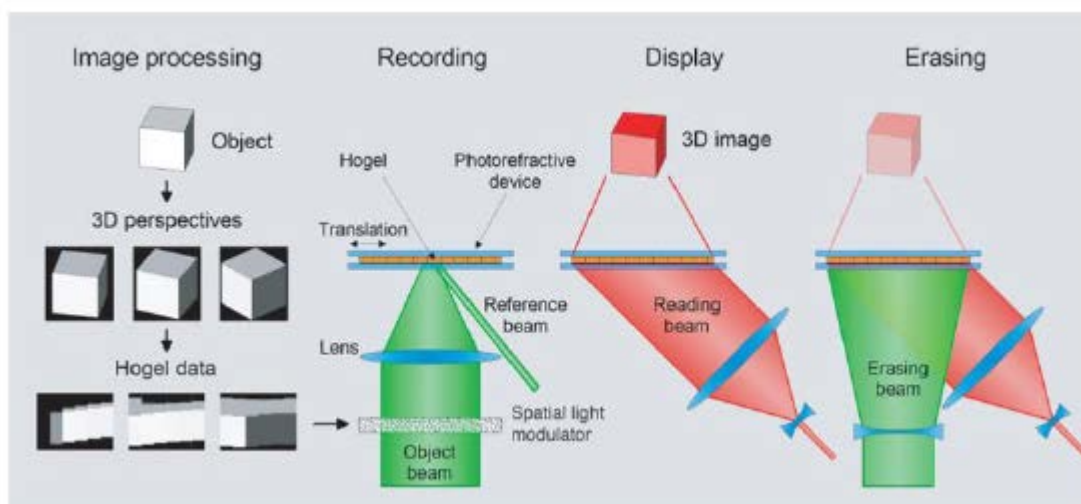 Image processing
Recording
Display
Erasing
Object
3D perspectives
Hogel data
Hogel
Photorefractive
device
Translation
Reference
beam
Lens
Spatial light
modulator
Object
beam
3D image
Reading
beam
Erasing
beam